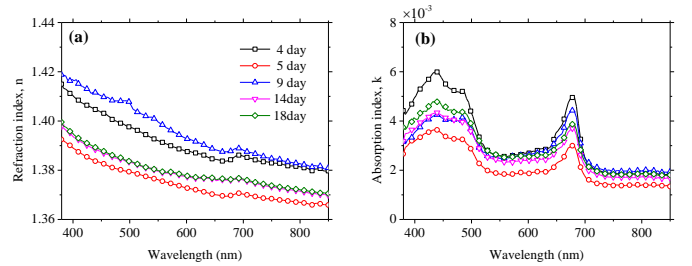 (a)
1.44
1.42
1.40
1.38
1.36
Refraction index, n
400 500 600 700 800
Wavelength (nm)
4 day
5 day
9 day
14day
18day
(b)
×10⁻³
8
6
4
2
0
Absorption index, k
400 500 600 700 800
Wavelength (nm)